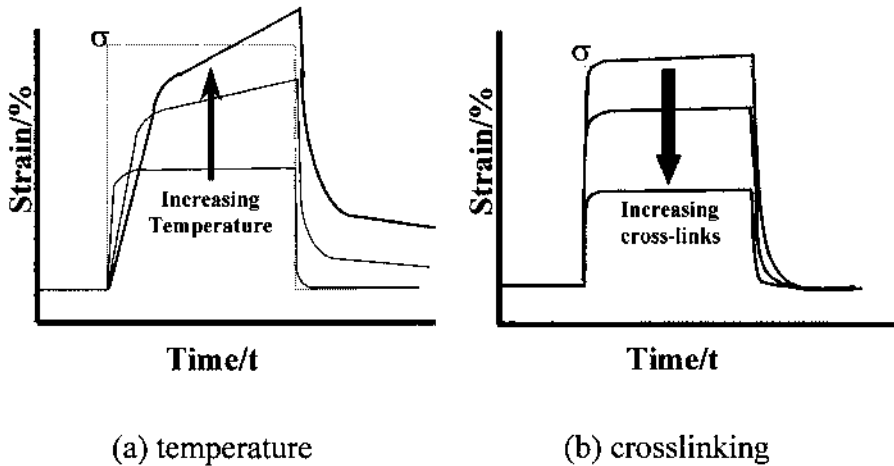 σ
Strain/%
Increasing
Temperature
Time/t
(a) temperature
σ
Strain/%
Increasing
cross-links
Time/t
(b) crosslinking